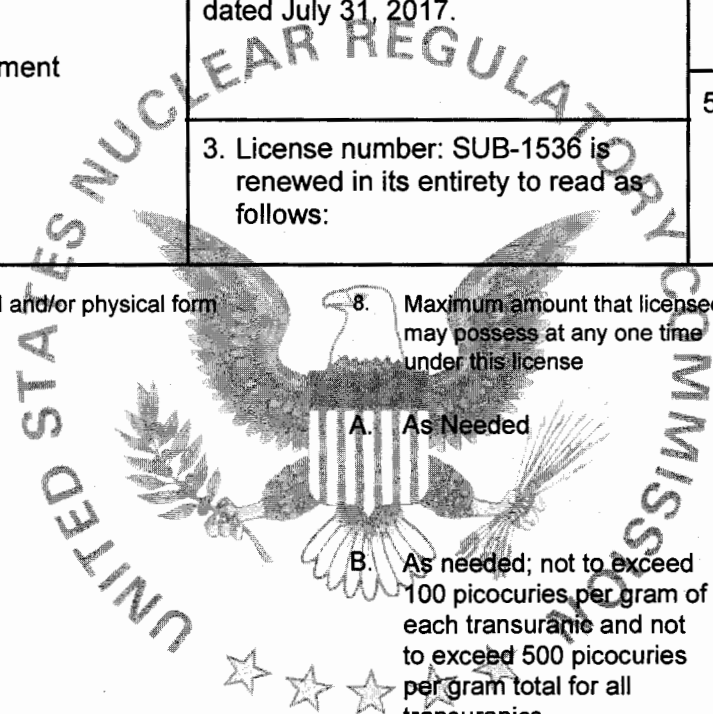 dated July 31, 2017.
ment
5
3. License number: SUB-1536 is
renewed in its entirety to read as
follows:
and/or physical form
8. Maximum amount that licensee
may possess at any one time
under this license
A. As Needed
B. As needed; not to exceed
100 picocuries per gram of
each transuranic and not
to exceed 500 picocuries
per gram total for all
transuranics
UNITED STATES NUCLEAR REGULATORY COMMISSION